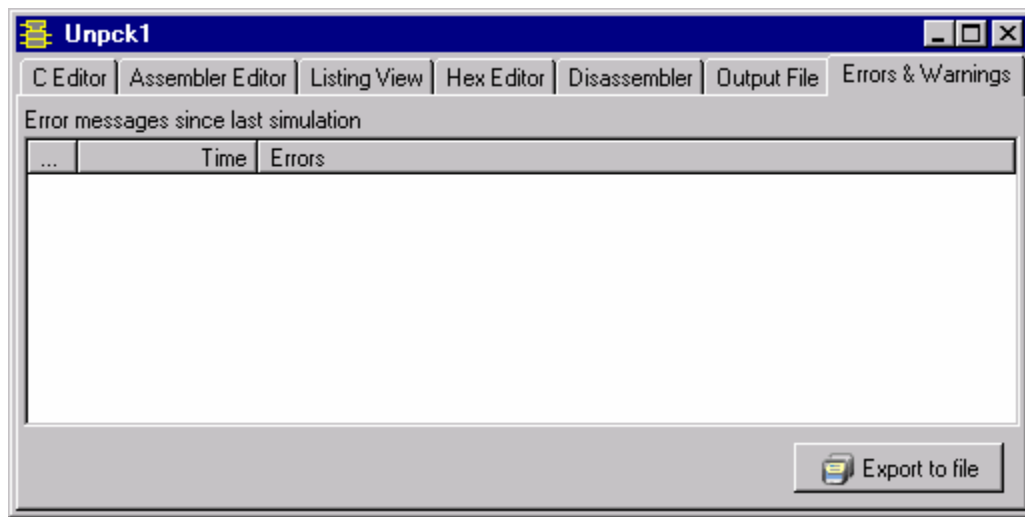 Unpck1
C Editor Assembler Editor Listing View Hex Editor Disassembler Output File Errors & Warnings
Error messages since last simulation
... Time Errors
Export to file